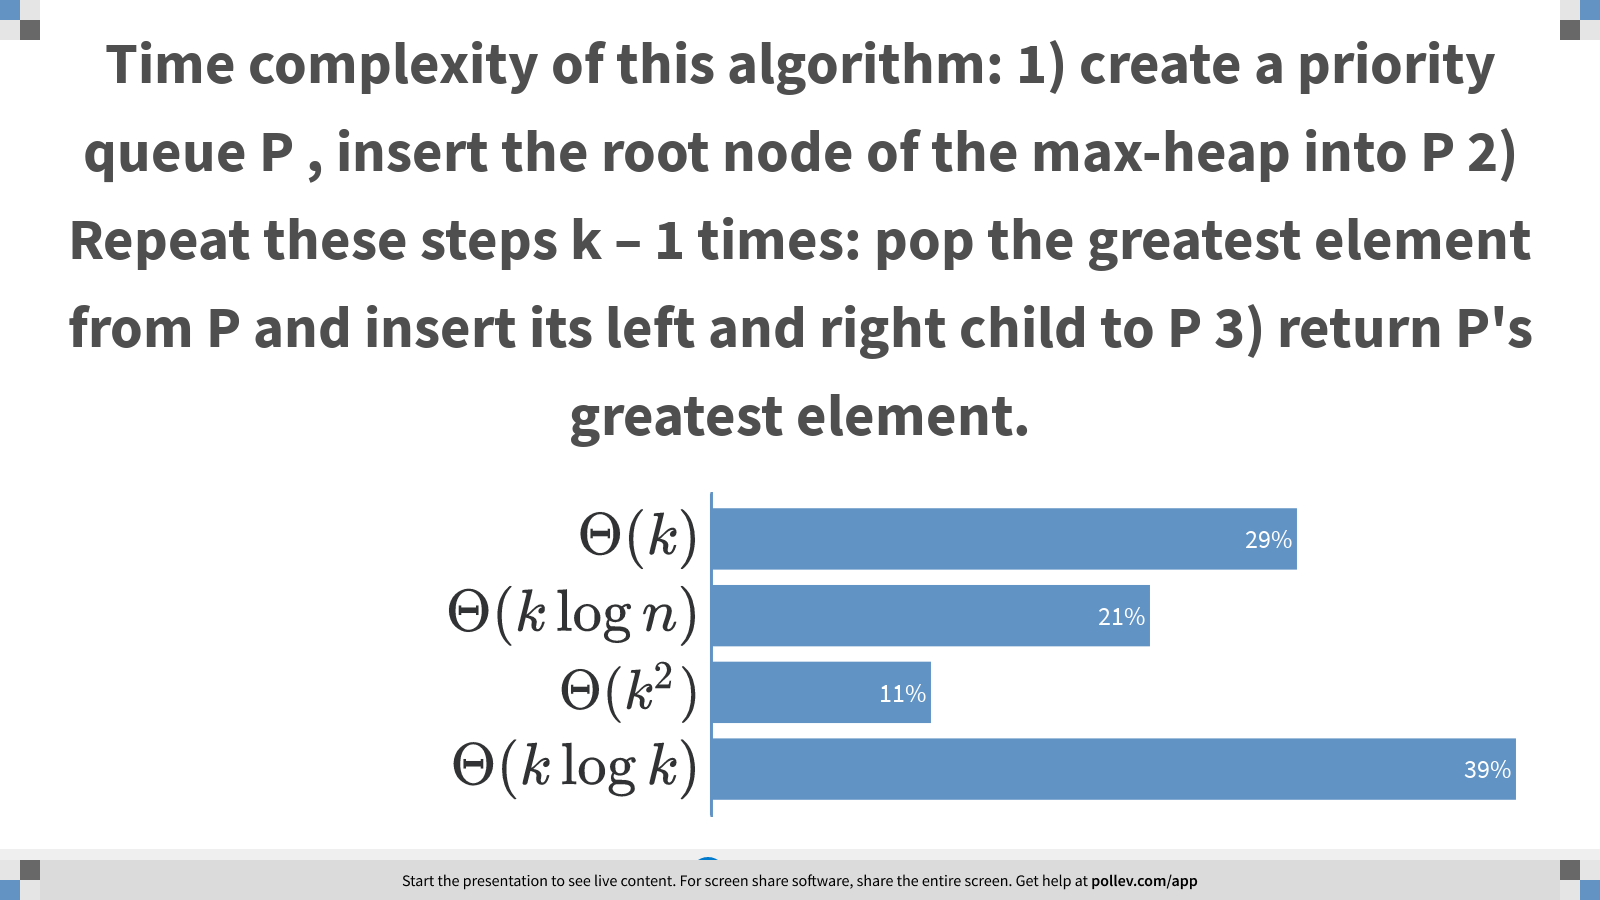 Time complexity of this algorithm: 1) create a priority
queue P , insert the root node of the max-heap into P 2)
Repeat these steps k – 1 times: pop the greatest element
from P and insert its left and right child to P 3) return P's
greatest element.
Θ(k) 29%
Θ(k log n) 21%
Θ(k²) 11%
Θ(k log k) 39%
Start the presentation to see live content. For screen share software, share the entire screen. Get help at pollev.com/app